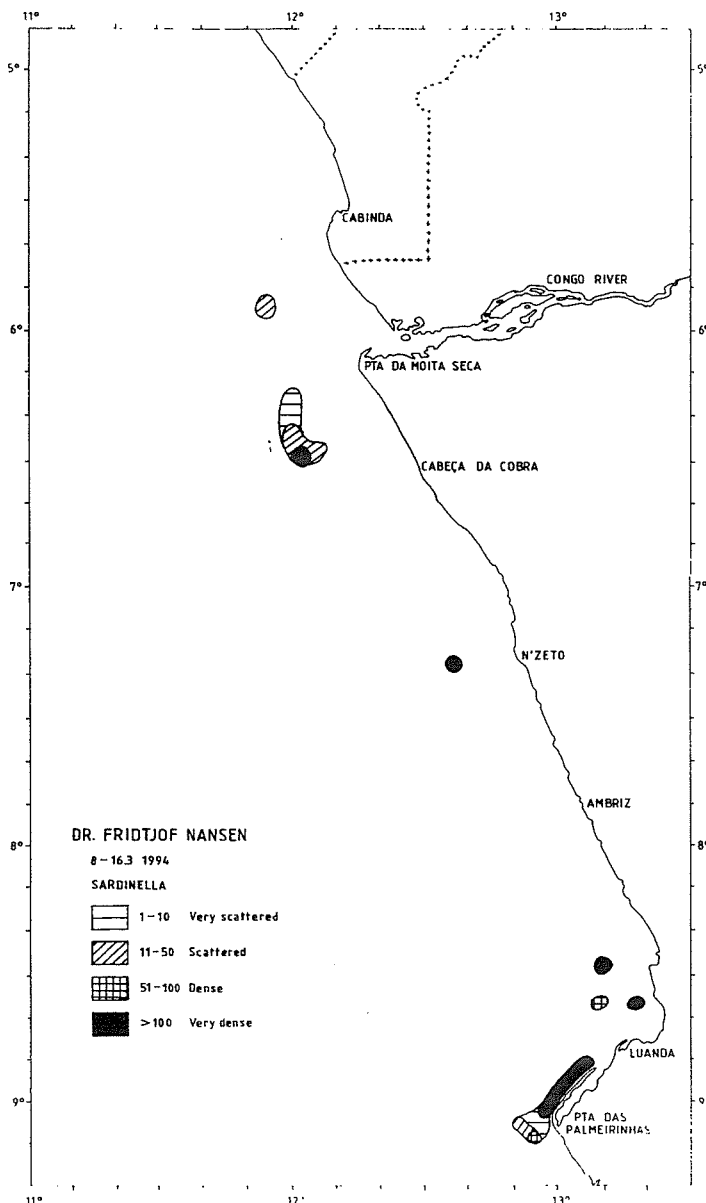 11° 12° 13°
5° 5°
CABINDA
CONGO RIVER
6° 6°
PTA DA MOITA SECA
CABEÇA DA COBRA
7° 7°
N'ZETO
AMBRIZ
DR. FRIDTJOF NANSEN
8° 8°
8-16.3 1994
SARDINELLA
1-10 Very scattered
11-50 Scattered
51-100 Dense
>100 Very dense
LUANDA
9° 9°
PTA DAS
PALMEIRINHAS
11° 12° 13°